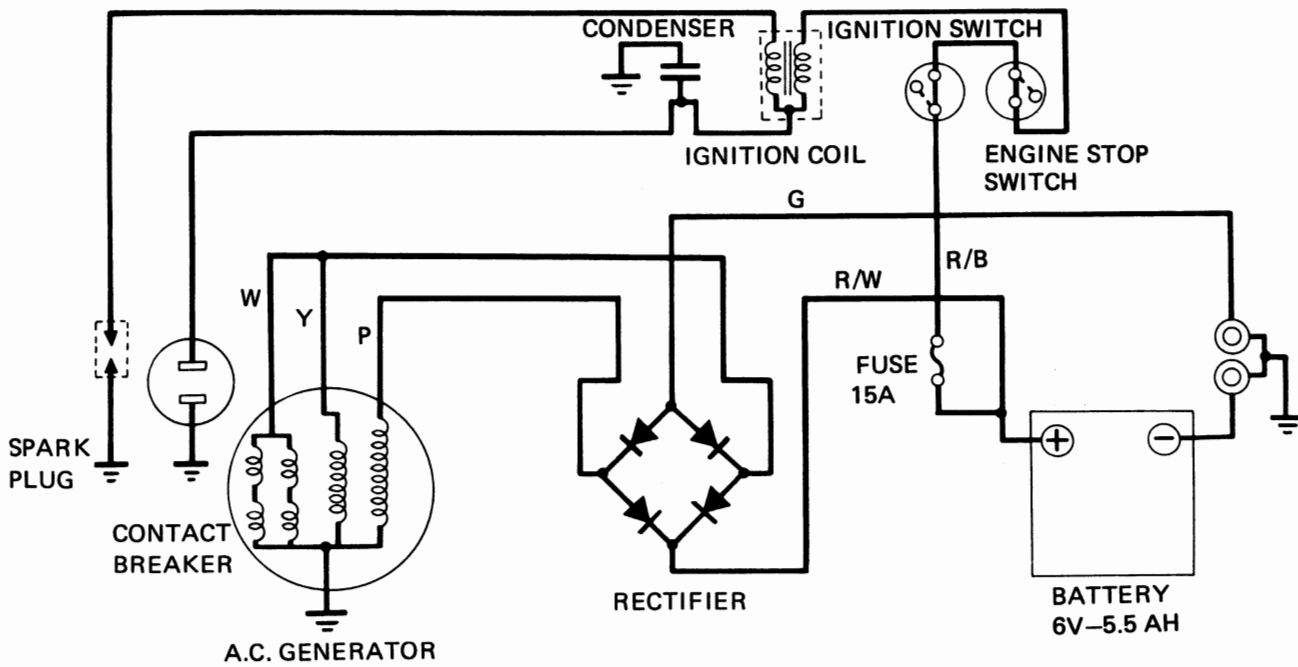 CONDENSER
IGNITION SWITCH
IGNITION COIL
ENGINE STOP
SWITCH
G
R/B
R/W
W
Y
P
FUSE
15A
SPARK
PLUG
CONTACT
BREAKER
RECTIFIER
BATTERY
6V–5.5 AH
A.C. GENERATOR